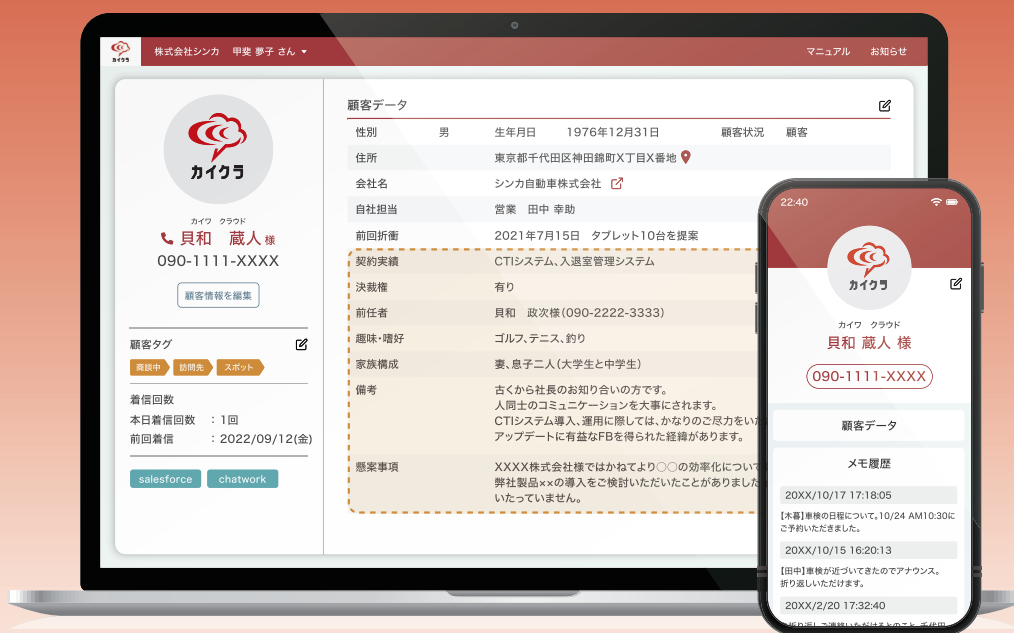 カイクラ
株式会社シンカ 甲斐 夢子 さん
マニュアル お知らせ
カイクラ
カイワ クラウド
貝和 蔵人 様
090-1111-XXXX
顧客情報を編集
顧客タグ
商談中 訪問先 スポット
着信回数
本日着信回数 : 1回
前回着信 : 2022/09/12(金)
salesforce chatwork
顧客データ
性別 男 生年月日 1976年12月31日 顧客状況 顧客
住所 東京都千代田区神田錦町X丁目X番地
会社名 シンカ自動車株式会社
自社担当 営業 田中 幸助
前回折衝 2021年7月15日 タブレット10台を提案
契約実績 CTIシステム、入退室管理システム
決裁権 有り
前任者 貝和 政次様(090-2222-3333)
趣味・嗜好 ゴルフ、テニス、釣り
家族構成 妻、息子二人(大学生と中学生)
備考 古くから社長のお知り合いの方です。
人同士のコミュニケーションを大事にされます。
CTIシステム導入、運用に際しては、かなりのご尽力をいた
アップデートに有益なFBを得られた経緯があります。
懸案事項 XXXX株式会社様ではかねてより〇〇の効率化について
弊社製品××の導入をご検討いただいたことがありました
いたっていません。
22:40
カイクラ
カイワ クラウド
貝和 蔵人 様
090-1111-XXXX
顧客データ
メモ履歴
20XX/10/17 17:18:05
【木暮】車検の日程について。10/24 AM10:30に
ご予約いただきました。
20XX/10/15 16:20:13
【田中】車検が近づいてきたのでアナウンス。
折り返しいただけます。
20XX/2/20 17:32:40